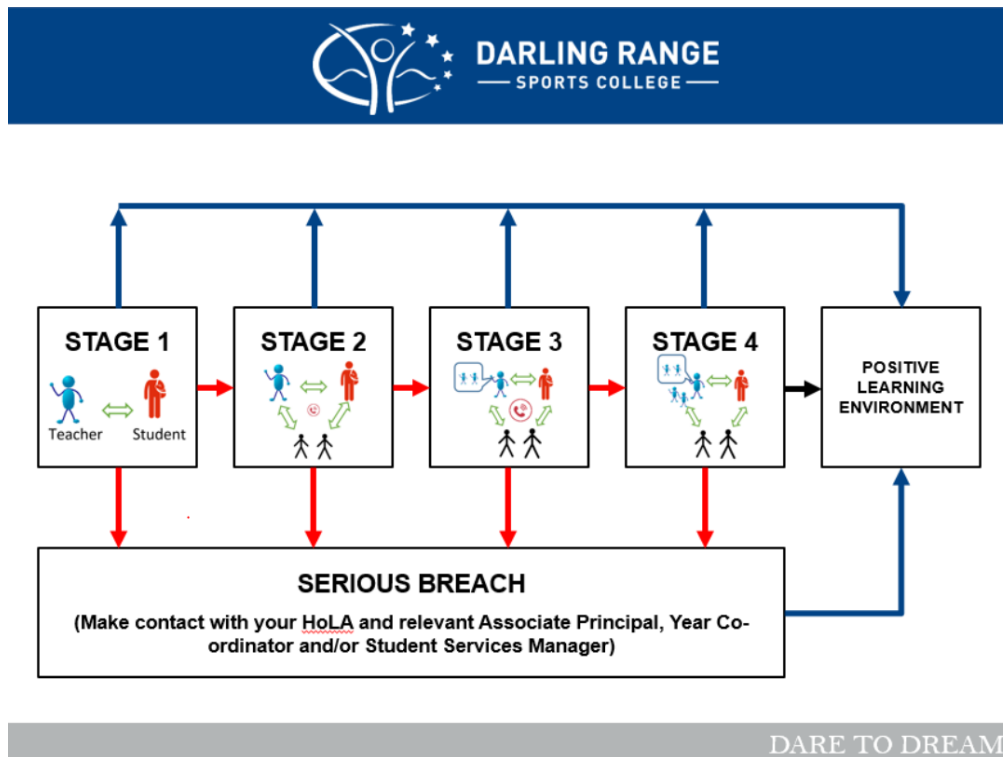 DARLING RANGE
SPORTS COLLEGE
STAGE 1
Teacher
Student
STAGE 2
STAGE 3
STAGE 4
POSITIVE
LEARNING
ENVIRONMENT
SERIOUS BREACH
(Make contact with your HoLA and relevant Associate Principal, Year Co-
ordinator and/or Student Services Manager)
DARE TO DREAM